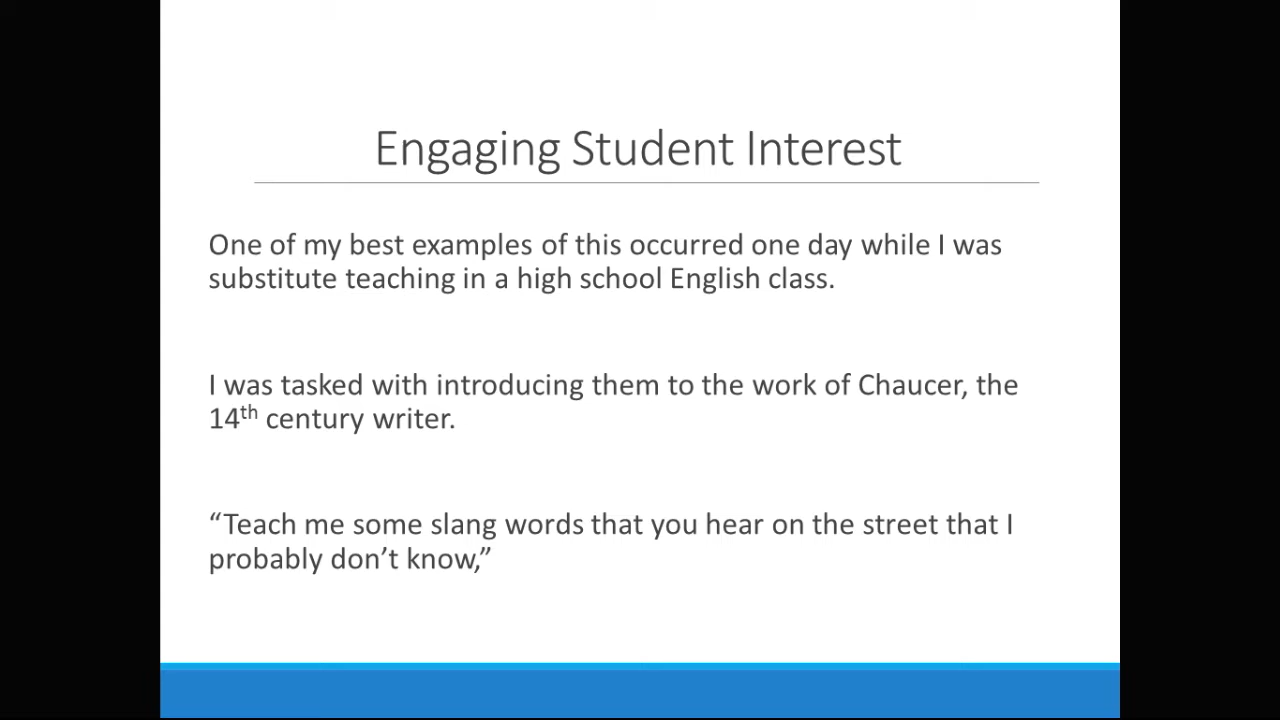 Engaging Student Interest
One of my best examples of this occurred one day while I was
substitute teaching in a high school English class.
I was tasked with introducing them to the work of Chaucer, the
14th century writer.
“Teach me some slang words that you hear on the street that I
probably don’t know,”